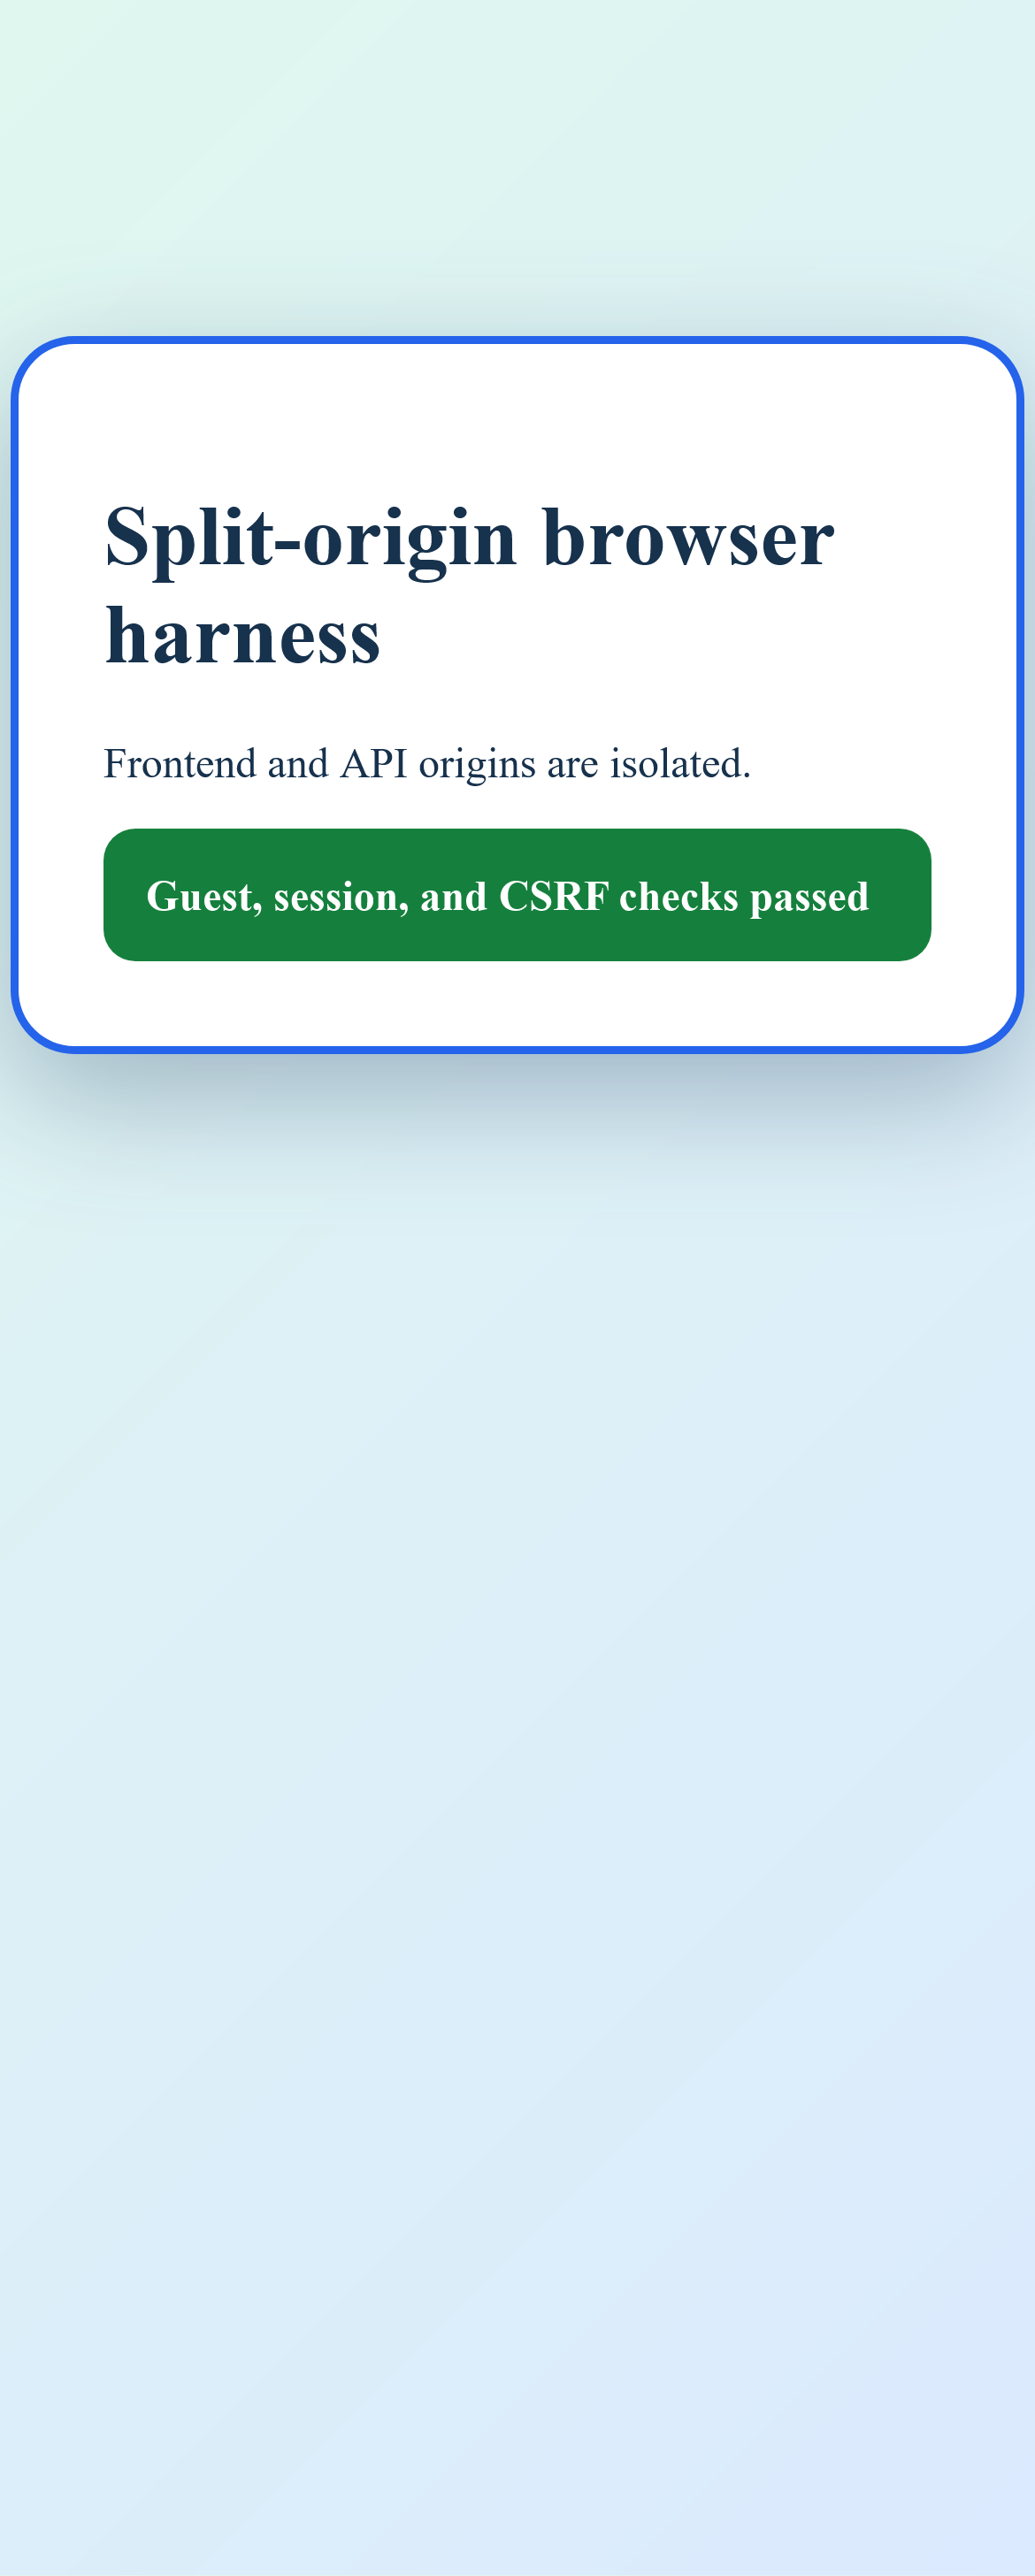 Split-origin browser
harness
Frontend and API origins are isolated.
Guest, session, and CSRF checks passed